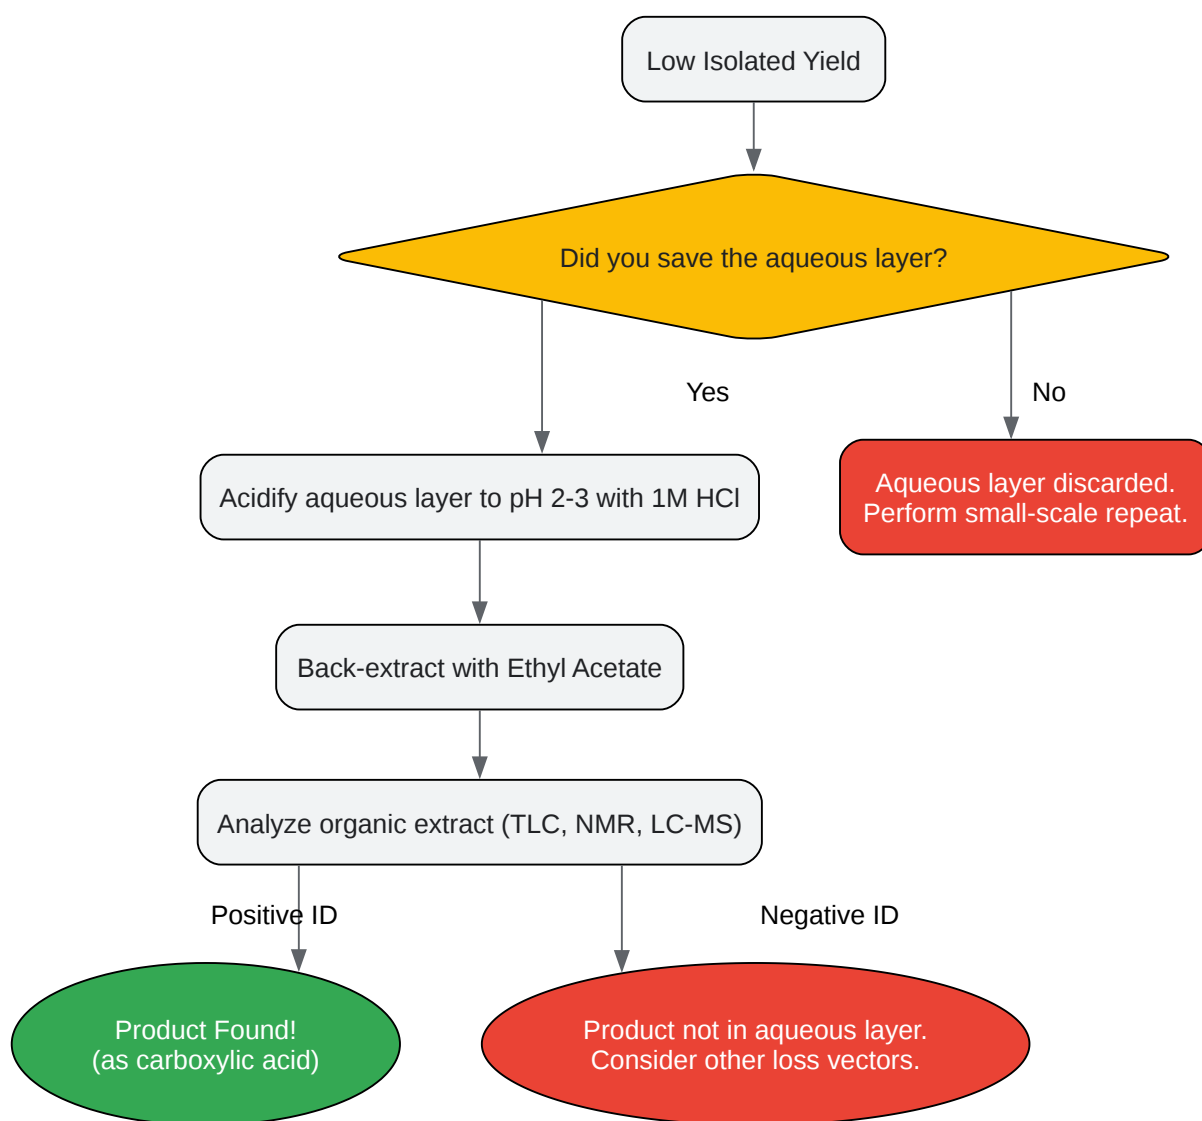 Low Isolated Yield
Did you save the aqueous layer?
Yes
No
Acidify aqueous layer to pH 2-3 with 1M HCl
Aqueous layer discarded.
Perform small-scale repeat.
Back-extract with Ethyl Acetate
Analyze organic extract (TLC, NMR, LC-MS)
Positive ID
Negative ID
Product Found!
(as carboxylic acid)
Product not in aqueous layer.
Consider other loss vectors.